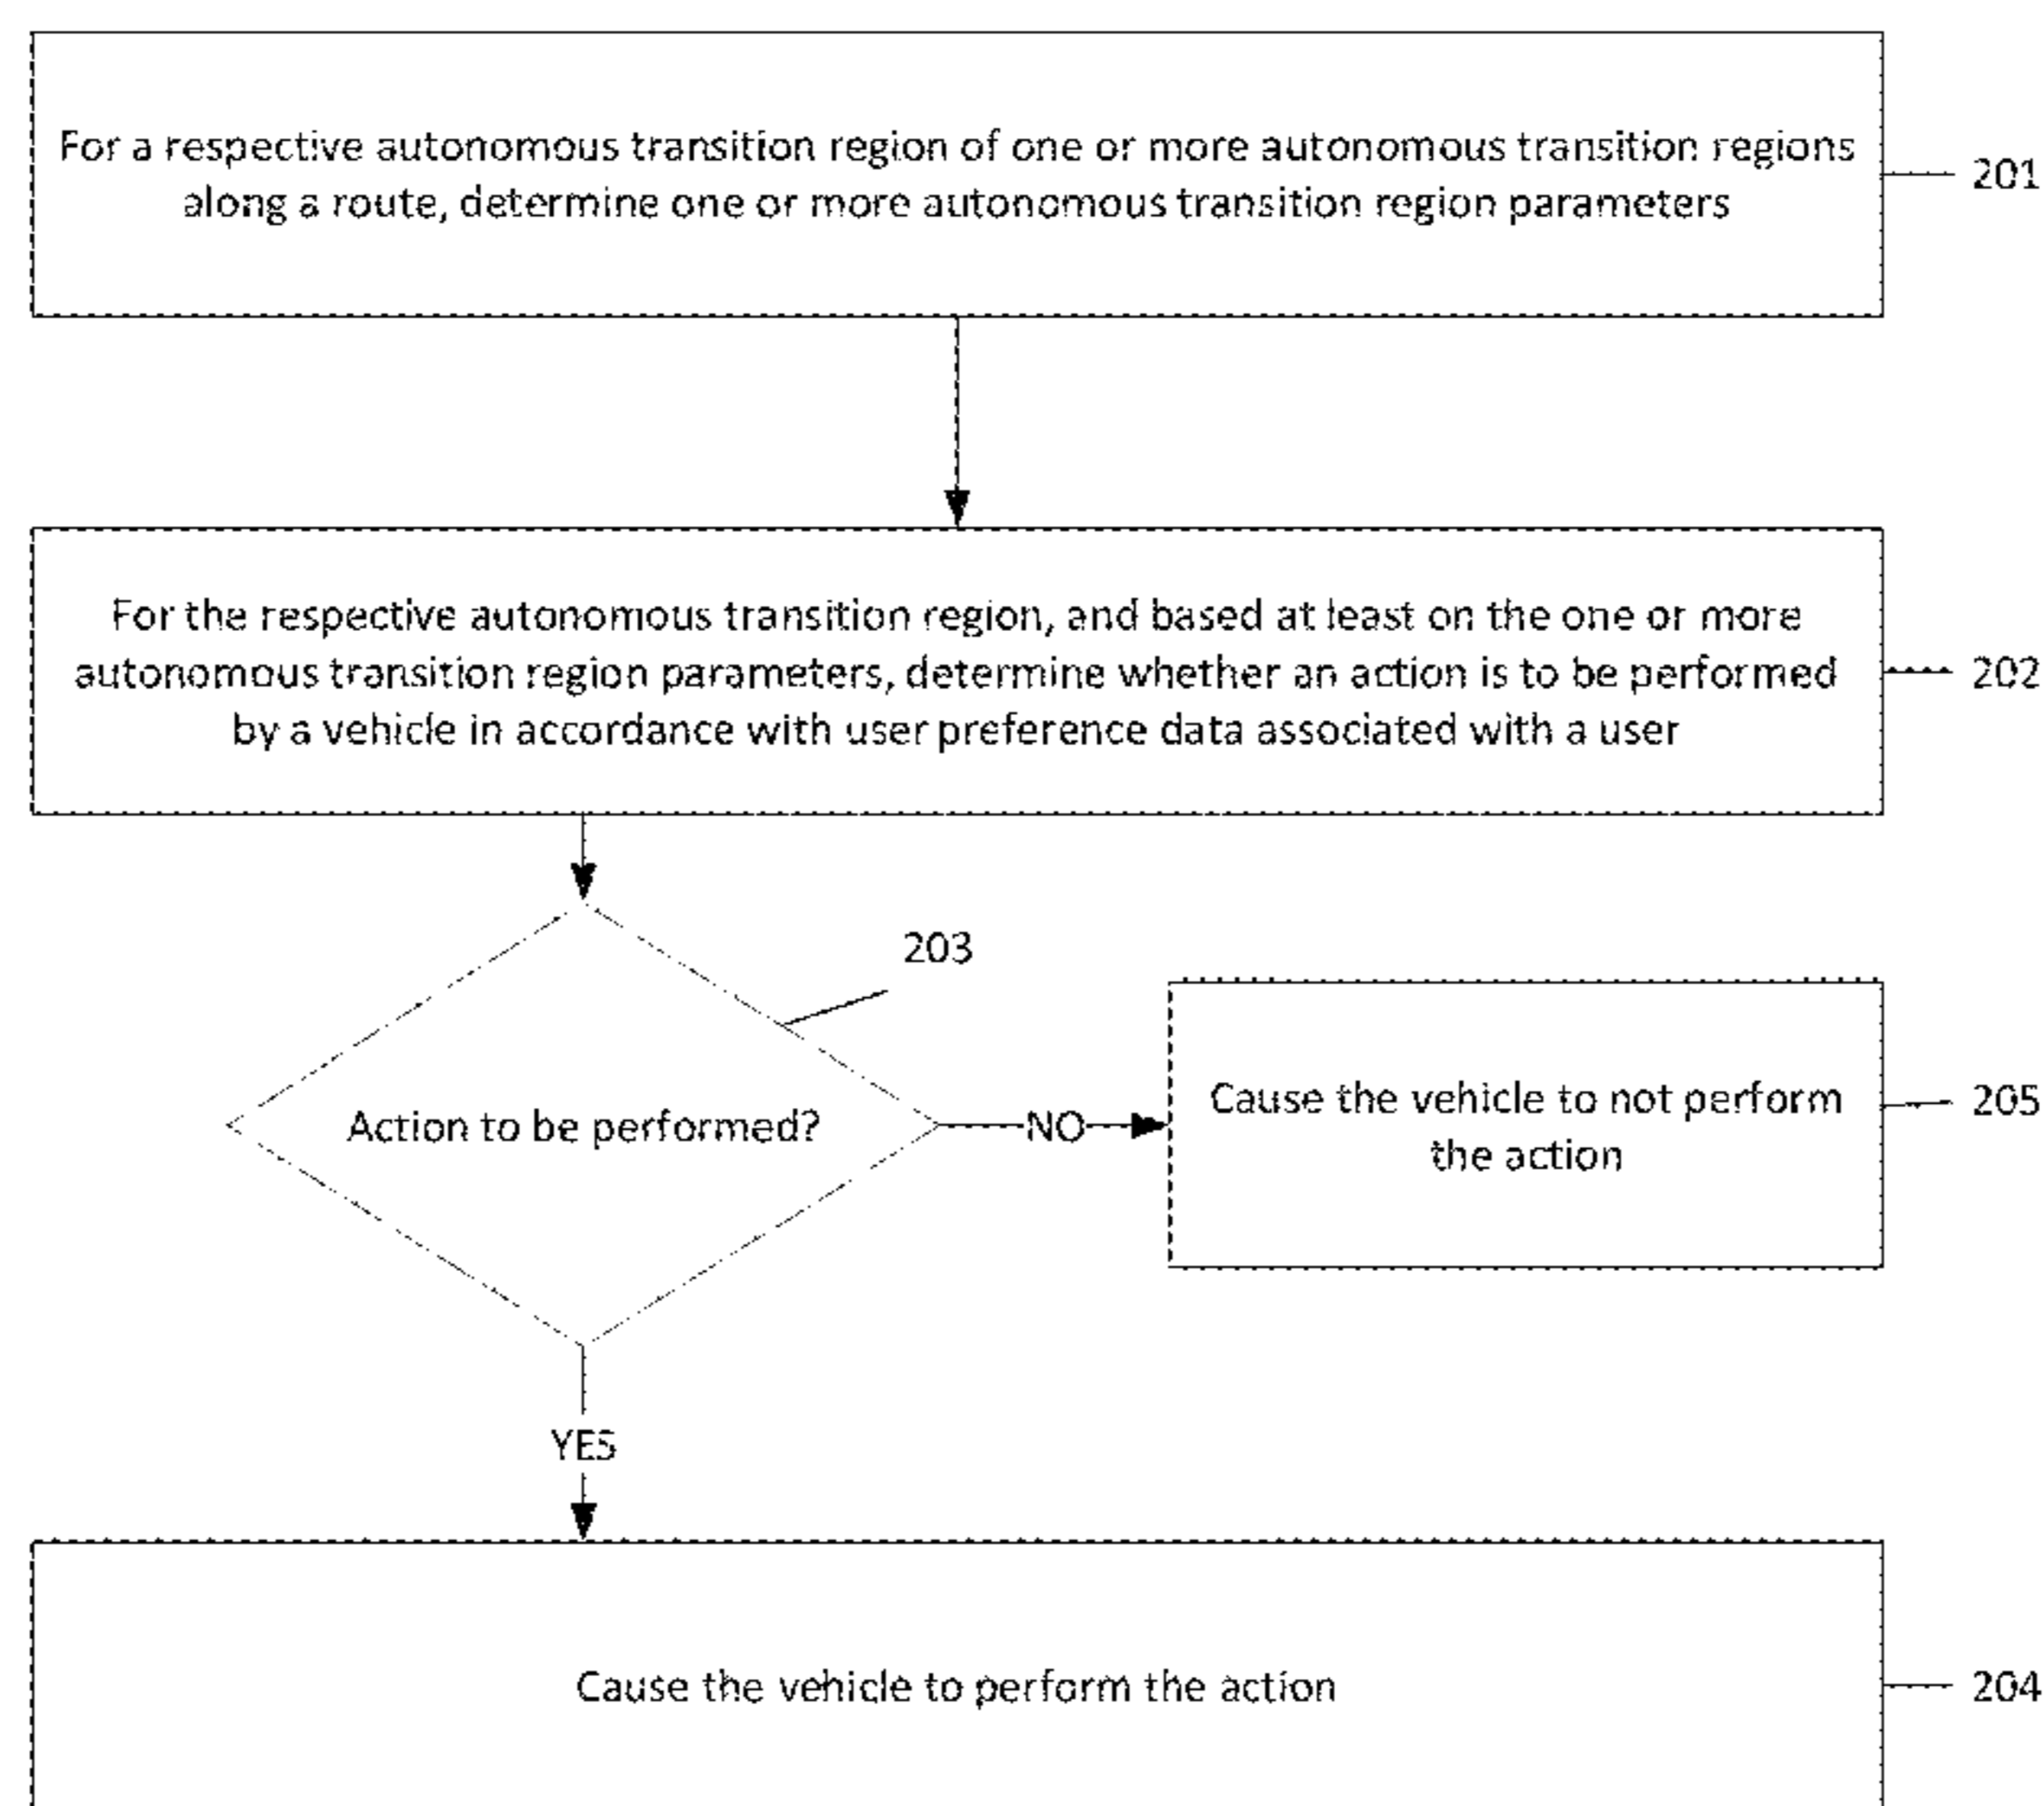 For a respective autonomous transition region of one or more autonomous transition regions
along a route, determine one or more autonomous transition region parameters
201
For the respective autonomous transition region, and based at least on the one or more
autonomous transition region parameters, determine whether an action is to be performed
by a vehicle in accordance with user preference data associated with a user
202
203
Action to be performed?
NO
Cause the vehicle to not perform
the action
205
YES
Cause the vehicle to perform the action
204